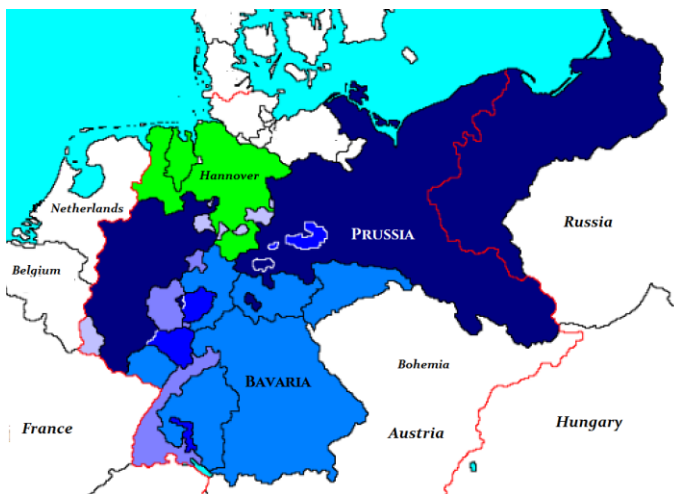 Hannover
Netherlands
Russia
PRUSSIA
Belgium
Bohemia
BAVARIA
France
Austria
Hungary